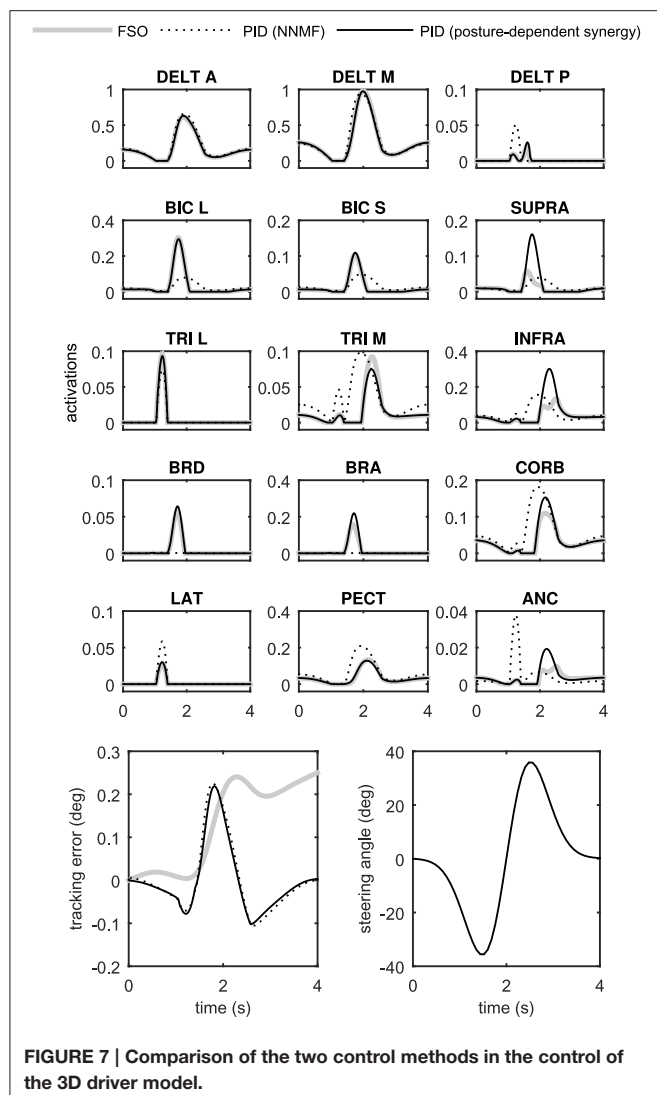 FSO PID (NNMF) PID (posture-dependent synergy)
DELT A DELT M DELT P
1 0.5 0
1 0.5 0
0.1 0.05 0
BIC L BIC S SUPRA
0.4 0.2 0
0.2 0.1 0
0.2 0.1 0
TRI L TRI M INFRA
activations
0.1 0.05 0
0.1 0.05 0
0.4 0.2 0
BRD BRA CORB
0.1 0.05 0
0.4 0.2 0
0.2 0.1 0
LAT PECT ANC
0.1 0.05 0
0.4 0.2 0
0.04 0.02 0
0 2 4 0 2 4 0 2 4
tracking error (deg)
0.3
0.2
0.1
0
-0.1
-0.2
0 2 4
time (s)
steering angle (deg)
40
20
0
-20
-40
0 2 4
time (s)
FIGURE 7 | Comparison of the two control methods in the control of
the 3D driver model.